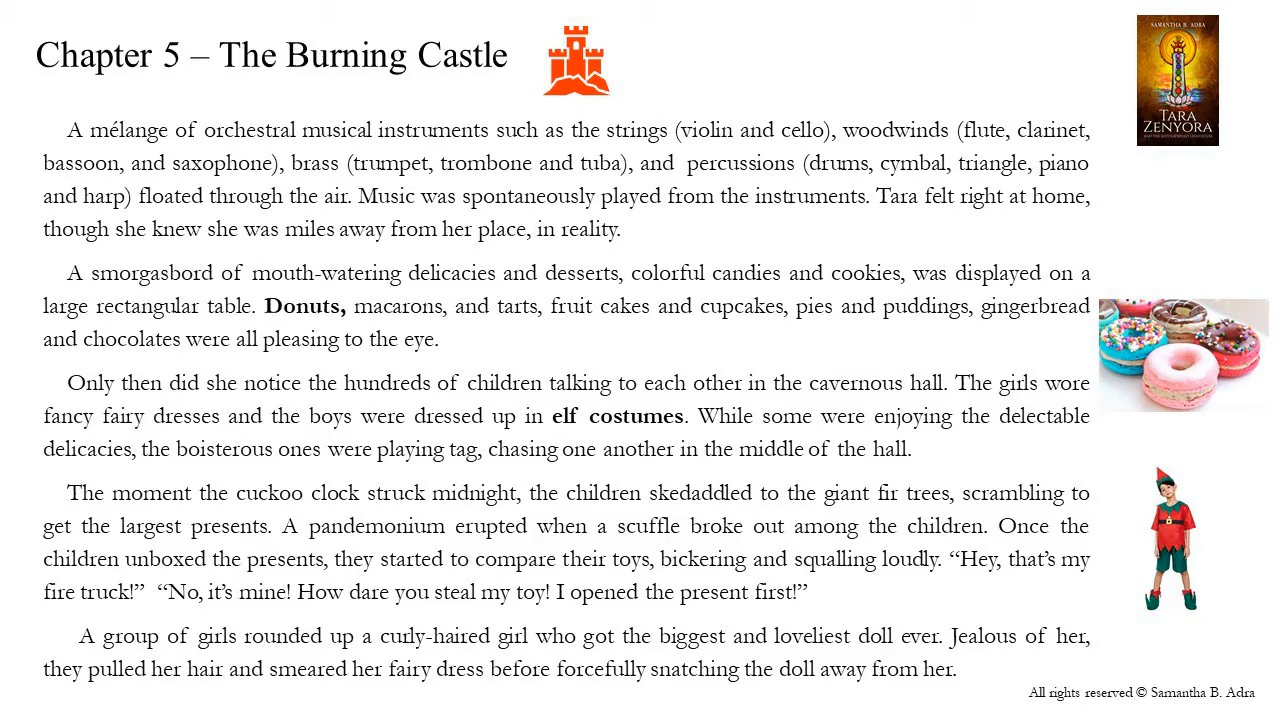 Chapter 5 – The Burning Castle
SAMANTHA B. ADRA
TARA
ZENYORA
A mélange of orchestral musical instruments such as the strings (violin and cello), woodwinds (flute, clarinet,
bassoon, and saxophone), brass (trumpet, trombone and tuba), and percussions (drums, cymbal, triangle, piano
and harp) floated through the air. Music was spontaneously played from the instruments. Tara felt right at home,
though she knew she was miles away from her place, in reality.
A smorgasbord of mouth-watering delicacies and desserts, colorful candies and cookies, was displayed on a
large rectangular table. Donuts, macarons, and tarts, fruit cakes and cupcakes, pies and puddings, gingerbread
and chocolates were all pleasing to the eye.
Only then did she notice the hundreds of children talking to each other in the cavernous hall. The girls wore
fancy fairy dresses and the boys were dressed up in elf costumes. While some were enjoying the delectable
delicacies, the boisterous ones were playing tag, chasing one another in the middle of the hall.
The moment the cuckoo clock struck midnight, the children skedaddled to the giant fir trees, scrambling to
get the largest presents. A pandemonium erupted when a scuffle broke out among the children. Once the
children unboxed the presents, they started to compare their toys, bickering and squalling loudly. “Hey, that’s my
fire truck!” “No, it’s mine! How dare you steal my toy! I opened the present first!”
A group of girls rounded up a curly-haired girl who got the biggest and loveliest doll ever. Jealous of her,
they pulled her hair and smeared her fairy dress before forcefully snatching the doll away from her.
All rights reserved © Samantha B. Adra